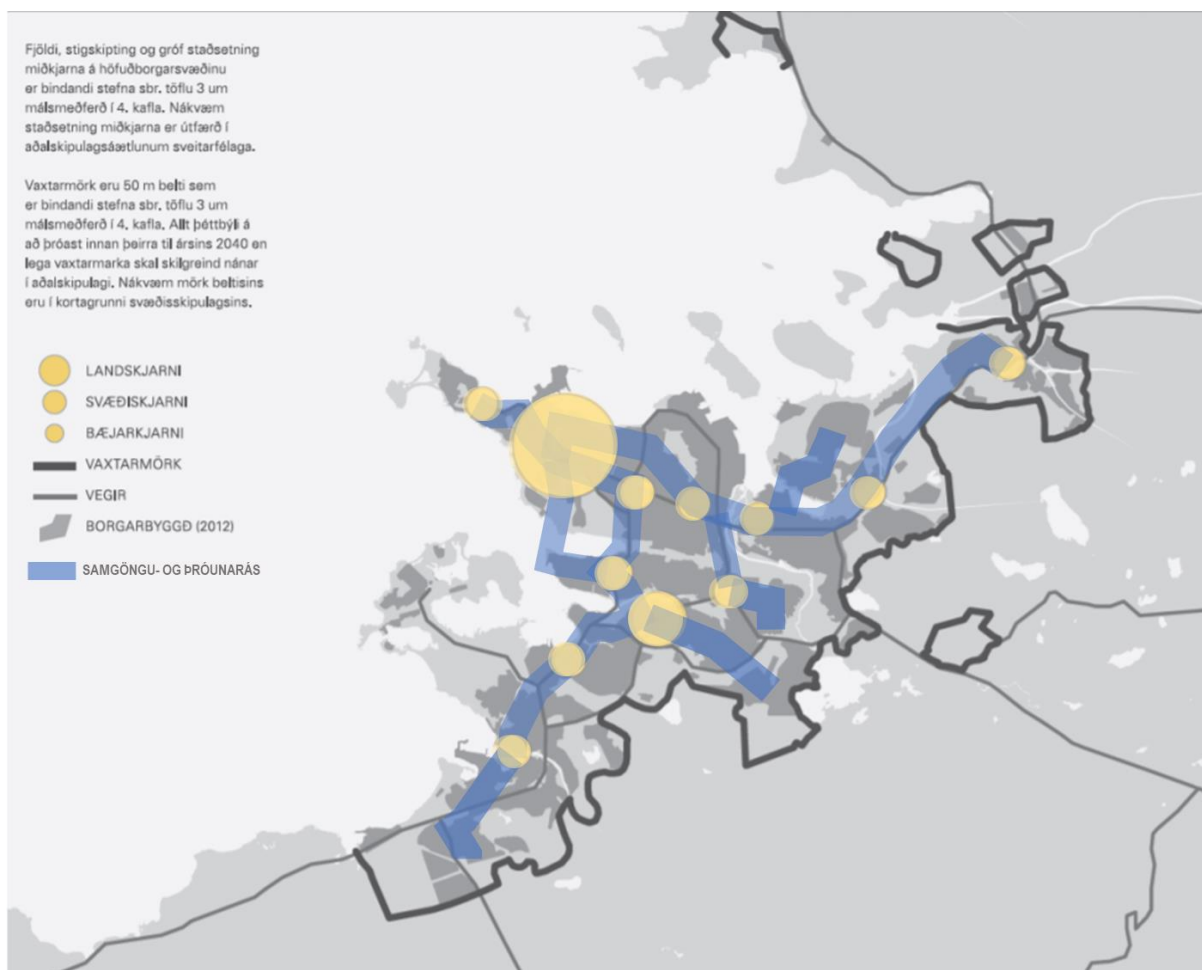 Fjöldi, stigskipting og gróf staðsetning
miðkjarna á höfuðborgarsvæðinu
er bindandi stefna sbr. töflu 3 um
málsmeðferð í 4. kafla. Nákvæm
staðsetning miðkjarna er útfærð í
aðalskipulagsáætlunum sveitarfélaga.
Vaxtarmörk eru 50 m belti sem
er bindandi stefna sbr. töflu 3 um
málsmeðferð í 4. kafla. Allt þéttbýli á
að þróast innan þeirra til ársins 2040 en
lega vaxtarmarka skal skilgreind nánar
í aðalskipulagi. Nákvæm mörk beltisins
eru í kortagrunni svæðisskipulagsins.
LANDSKJARNI
SVÆÐISKJARNI
BÆJARKJARNI
VAXTARMÖRK
VEGIR
BORGARBYGGÐ (2012)
SAMGÖNGU- OG ÞRÓUNARÁS